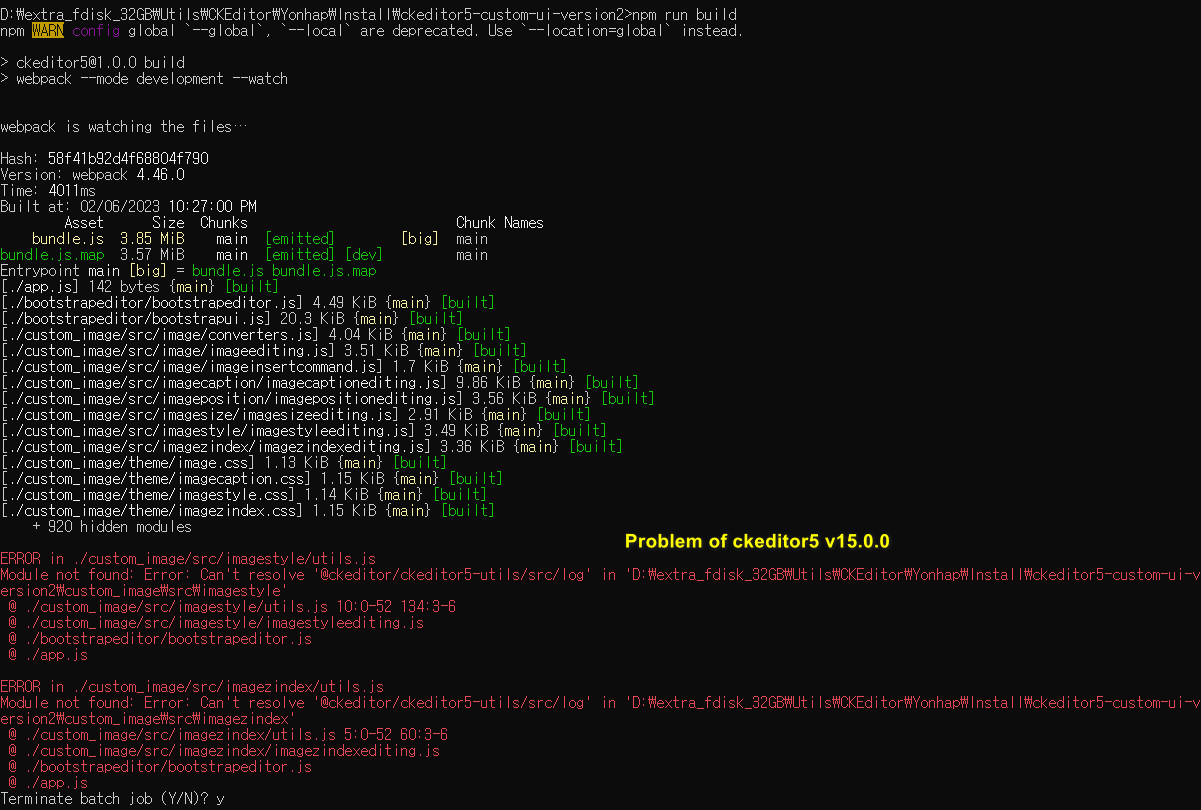 D:₩extra_fdisk_32GB₩Utils₩CKEditor₩Yonhap₩Install₩ckeditor5-custom-ui-version2>npm run build
npm WARN config global `--global`, `--local` are deprecated. Use `--location=global` instead.
> ckeditor5@1.0.0 build
> webpack --mode development --watch
webpack is watching the files…
Hash: 58f41b92d4f68804f790
Version: webpack 4.46.0
Time: 4011ms
Built at: 02/06/2023 10:27:00 PM
Asset Size Chunks Chunk Names
bundle.js 3.85 MiB main [emitted] [big] main
bundle.js.map 3.57 MiB main [emitted] [dev] main
Entrypoint main [big] = bundle.js bundle.js.map
[./app.js] 142 bytes {main} [built]
[./bootstrapeditor/bootstrapeditor.js] 4.49 KiB {main} [built]
[./bootstrapeditor/bootstrapui.js] 20.3 KiB {main} [built]
[./custom_image/src/image/converters.js] 4.04 KiB {main} [built]
[./custom_image/src/image/imageediting.js] 3.51 KiB {main} [built]
[./custom_image/src/image/imageinsertcommand.js] 1.7 KiB {main} [built]
[./custom_image/src/imagecaption/imagecaptionediting.js] 9.86 KiB {main} [built]
[./custom_image/src/imageposition/imagepositionediting.js] 3.56 KiB {main} [built]
[./custom_image/src/imagesize/imagesizeediting.js] 2.91 KiB {main} [built]
[./custom_image/src/imagestyle/imagestyleediting.js] 3.49 KiB {main} [built]
[./custom_image/src/imagezindex/imagezindexediting.js] 3.36 KiB {main} [built]
[./custom_image/theme/image.css] 1.13 KiB {main} [built]
[./custom_image/theme/imagecaption.css] 1.15 KiB {main} [built]
[./custom_image/theme/imagestyle.css] 1.14 KiB {main} [built]
[./custom_image/theme/imagezindex.css] 1.15 KiB {main} [built]
+ 920 hidden modules
Problem of ckeditor5 v15.0.0
ERROR in ./custom_image/src/imagestyle/utils.js
Module not found: Error: Can't resolve '@ckeditor/ckeditor5-utils/src/log' in 'D:₩extra_fdisk_32GB₩Utils₩CKEditor₩Yonhap₩Install₩ckeditor5-custom-ui-v
ersion2₩custom_image₩src₩imagestyle'
@ ./custom_image/src/imagestyle/utils.js 10:0-52 134:3-6
@ ./custom_image/src/imagestyle/imagestyleediting.js
@ ./bootstrapeditor/bootstrapeditor.js
@ ./app.js
ERROR in ./custom_image/src/imagezindex/utils.js
Module not found: Error: Can't resolve '@ckeditor/ckeditor5-utils/src/log' in 'D:₩extra_fdisk_32GB₩Utils₩CKEditor₩Yonhap₩Install₩ckeditor5-custom-ui-v
ersion2₩custom_image₩src₩imagezindex'
@ ./custom_image/src/imagezindex/utils.js 5:0-52 60:3-6
@ ./custom_image/src/imagezindex/imagezindexediting.js
@ ./bootstrapeditor/bootstrapeditor.js
@ ./app.js
Terminate batch job (Y/N)? y